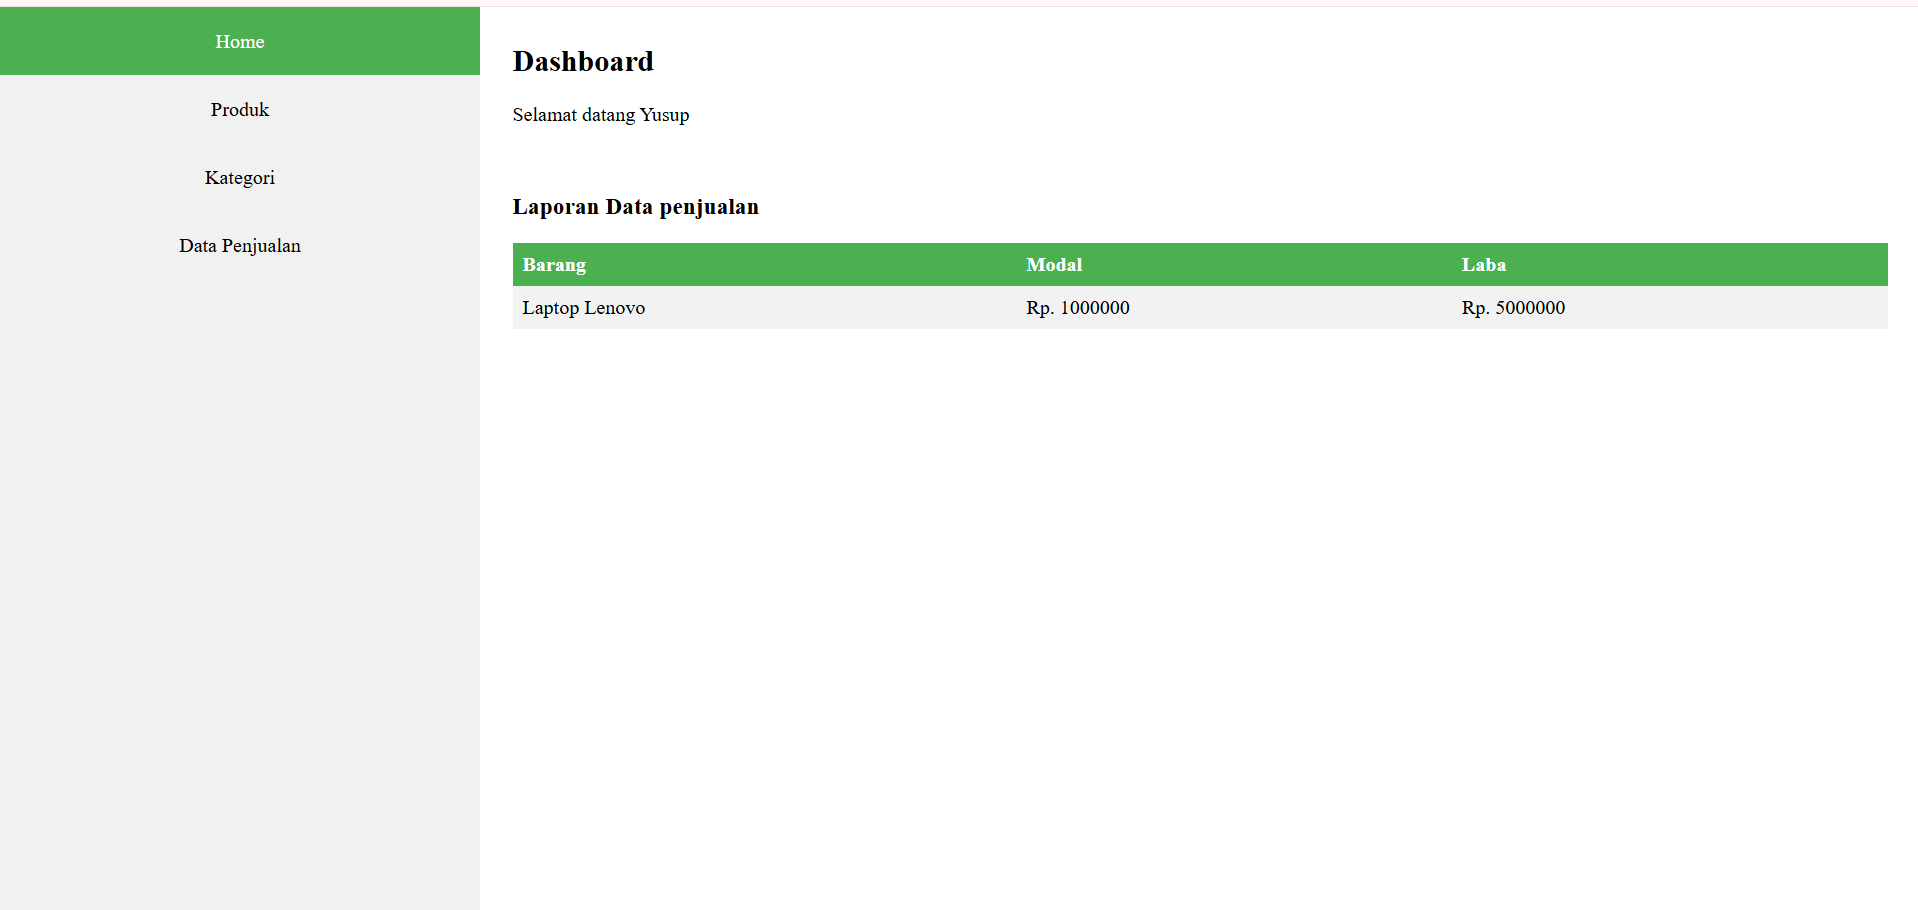 Home
Produk
Kategori
Data Penjualan
Dashboard
Selamat datang Yusup
Laporan Data penjualan
Barang Modal Laba
Laptop Lenovo Rp. 1000000 Rp. 5000000